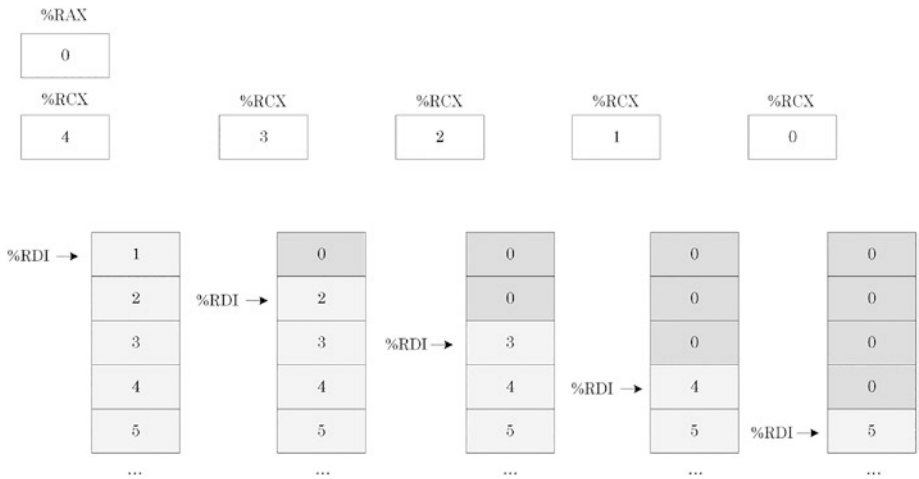 %RAX
0
%RCX %RCX %RCX %RCX %RCX
4 3 2 1 0
%RDI → 1 0 0 0 0
2 %RDI → 2 0 0 0
3 3 %RDI → 3 0 0
4 4 4 %RDI → 4 0
5 5 5 5 %RDI → 5
... ... ... ... ...